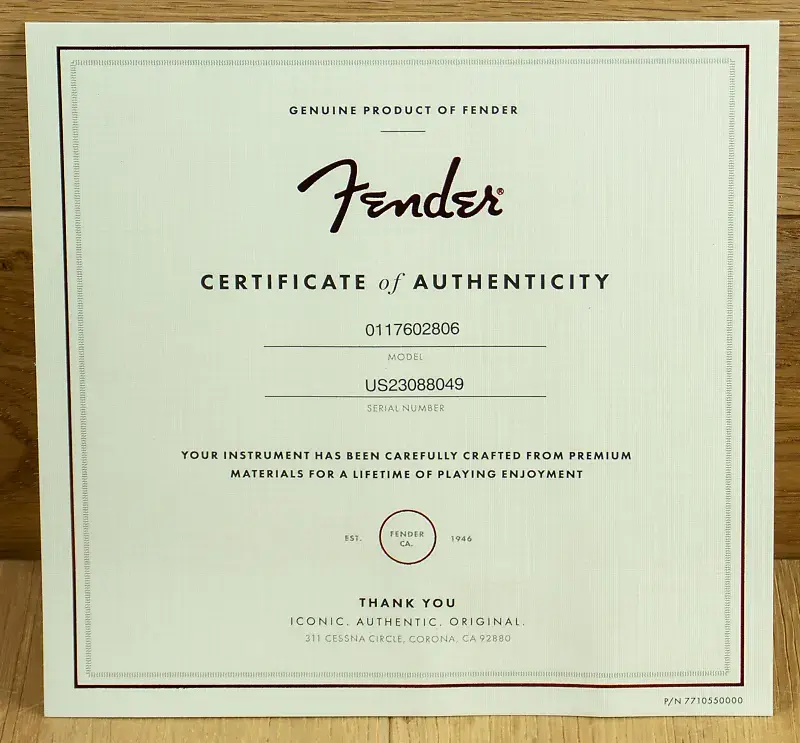 GENUINE PRODUCT OF FENDER
Fender®
CERTIFICATE of AUTHENTICITY
0117602806
MODEL
US23088049
SERIAL NUMBER
YOUR INSTRUMENT HAS BEEN CAREFULLY CRAFTED FROM PREMIUM
MATERIALS FOR A LIFETIME OF PLAYING ENJOYMENT
EST. FENDER CA. 1946
THANK YOU
ICONIC. AUTHENTIC. ORIGINAL.
311 CESSNA CIRCLE, CORONA, CA 92880
P/N 7710550000